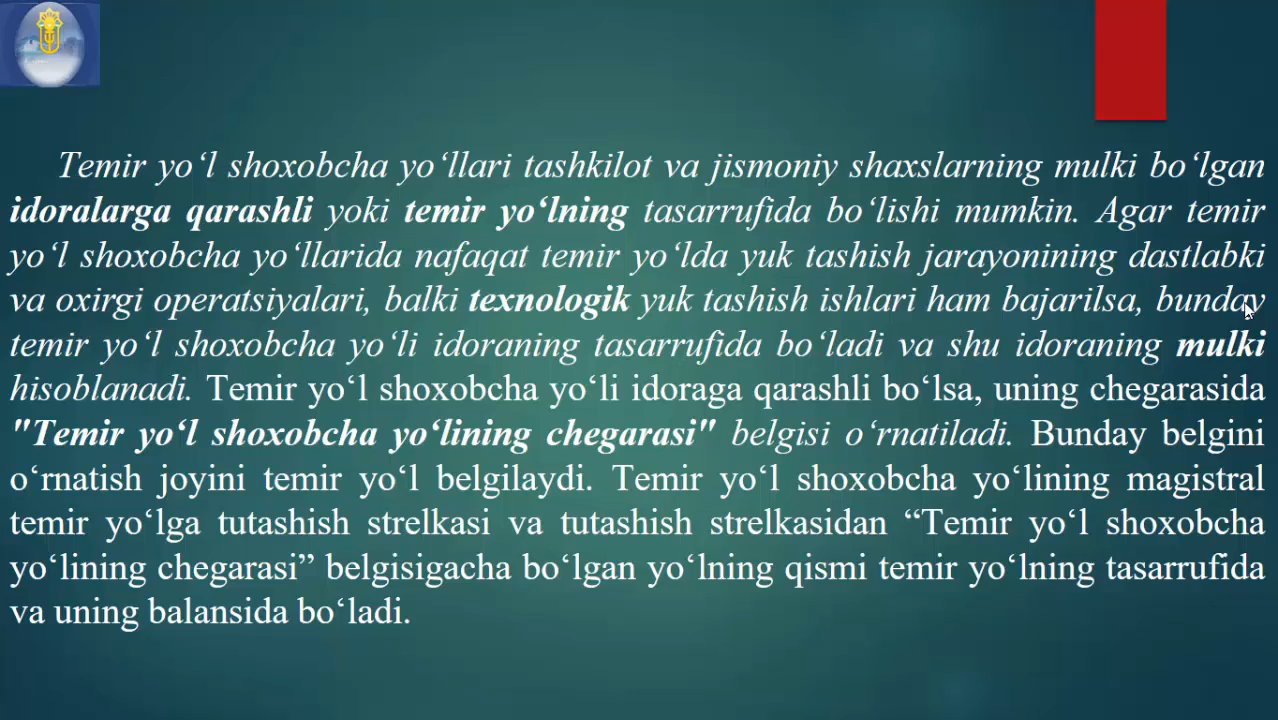 Temir yo‘l shoxobcha yo‘llari tashkilot va jismoniy shaxslarning mulki bo‘lgan
idoralarga qarashli yoki temir yo‘lning tasarrufida bo‘lishi mumkin. Agar temir
yo‘l shoxobcha yo‘llarida nafaqat temir yo‘lda yuk tashish jarayonining dastlabki
va oxirgi operatsiyalari, balki texnologik yuk tashish ishlari ham bajarilsa, bunday
temir yo‘l shoxobcha yo‘li idoraning tasarrufida bo‘ladi va shu idoraning mulki
hisoblanadi. Temir yo‘l shoxobcha yo‘li idoraga qarashli bo‘lsa, uning chegarasida
"Temir yo‘l shoxobcha yo‘lining chegarasi" belgisi o‘rnatiladi. Bunday belgini
o‘rnatish joyini temir yo‘l belgilaydi. Temir yo‘l shoxobcha yo‘lining magistral
temir yo‘lga tutashish strelkasi va tutashish strelkasidan “Temir yo‘l shoxobcha
yo‘lining chegarasi” belgisigacha bo‘lgan yo‘lning qismi temir yo‘lning tasarrufida
va uning balansida bo‘ladi.